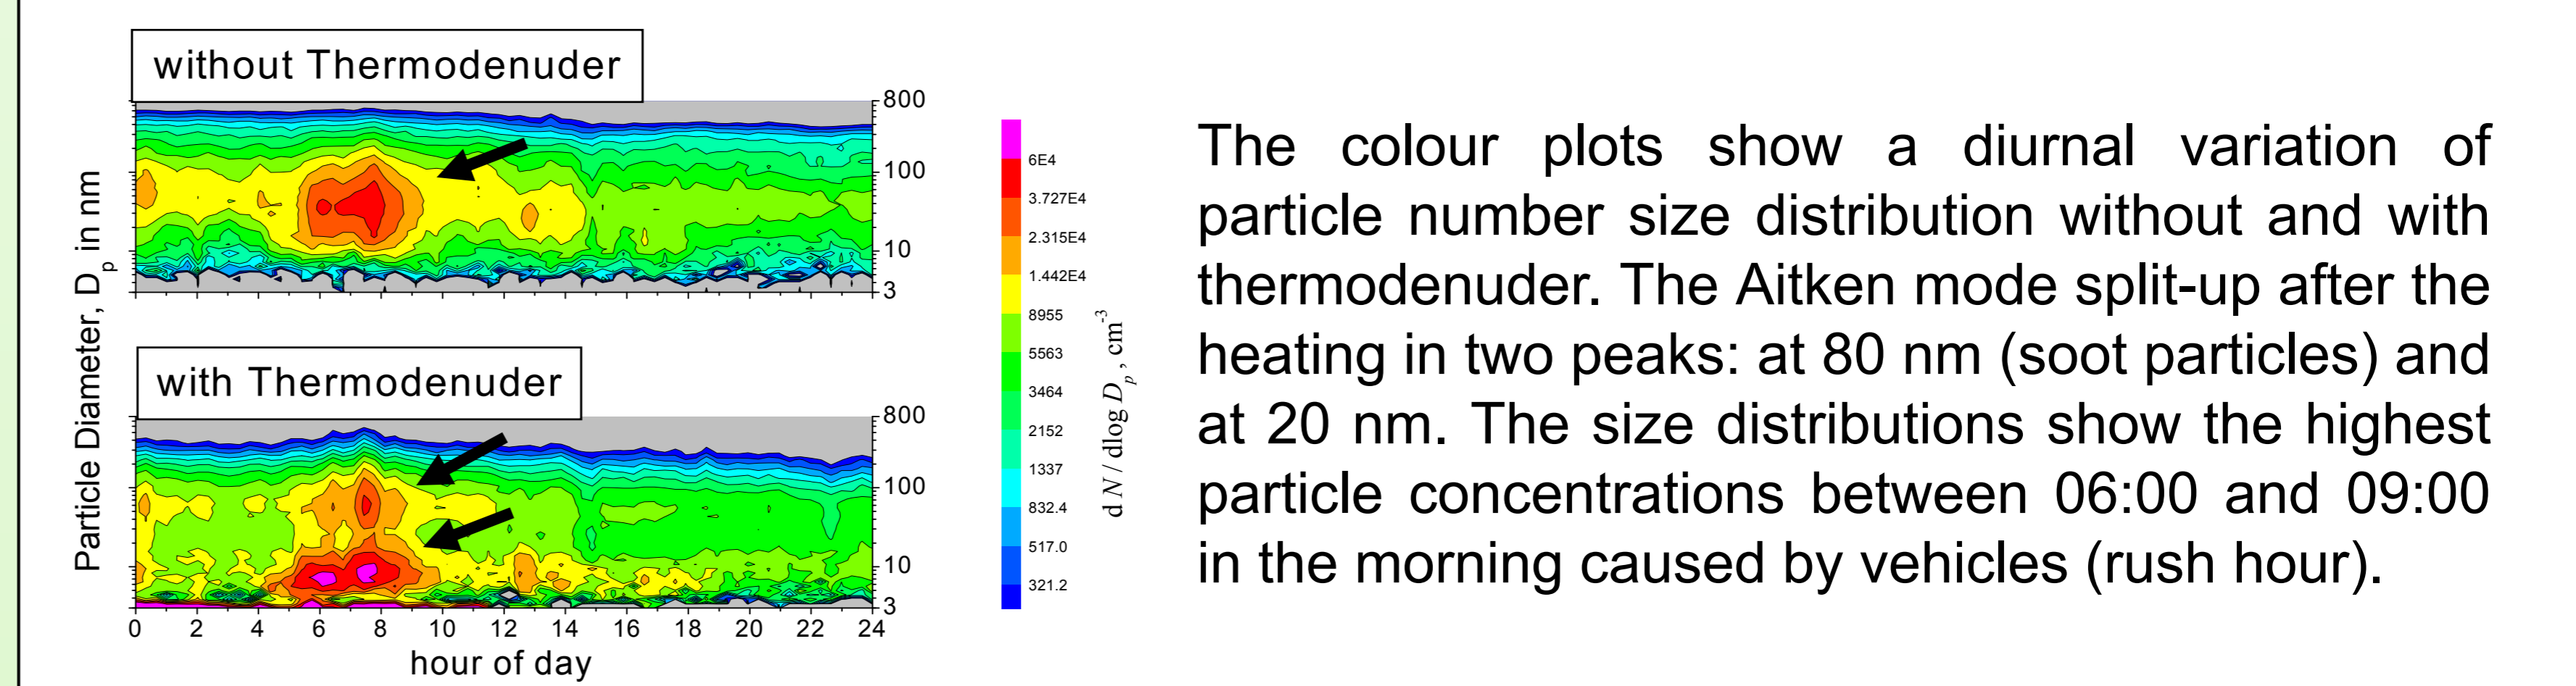 without Thermodenuder
800
100
10
3
Particle Diameter, Dp in nm
with Thermodenuder
800
100
10
3
0 2 4 6 8 10 12 14 16 18 20 22 24
hour of day
6E4
3.727E4
2.315E4
1.442E4
8955
5563
3464
2152
1337
832.4
517.0
321.2
d N / dlog Dp , cm-3
The colour plots show a diurnal variation of
particle number size distribution without and with
thermodenuder. The Aitken mode split-up after the
heating in two peaks: at 80 nm (soot particles) and
at 20 nm. The size distributions show the highest
particle concentrations between 06:00 and 09:00
in the morning caused by vehicles (rush hour).